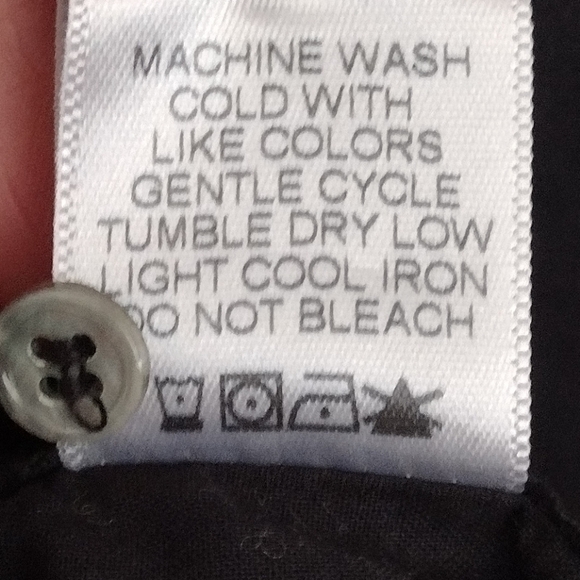 MACHINE WASH
COLD WITH
LIKE COLORS
GENTLE CYCLE
TUMBLE DRY LOW
LIGHT COOL IRON
DO NOT BLEACH